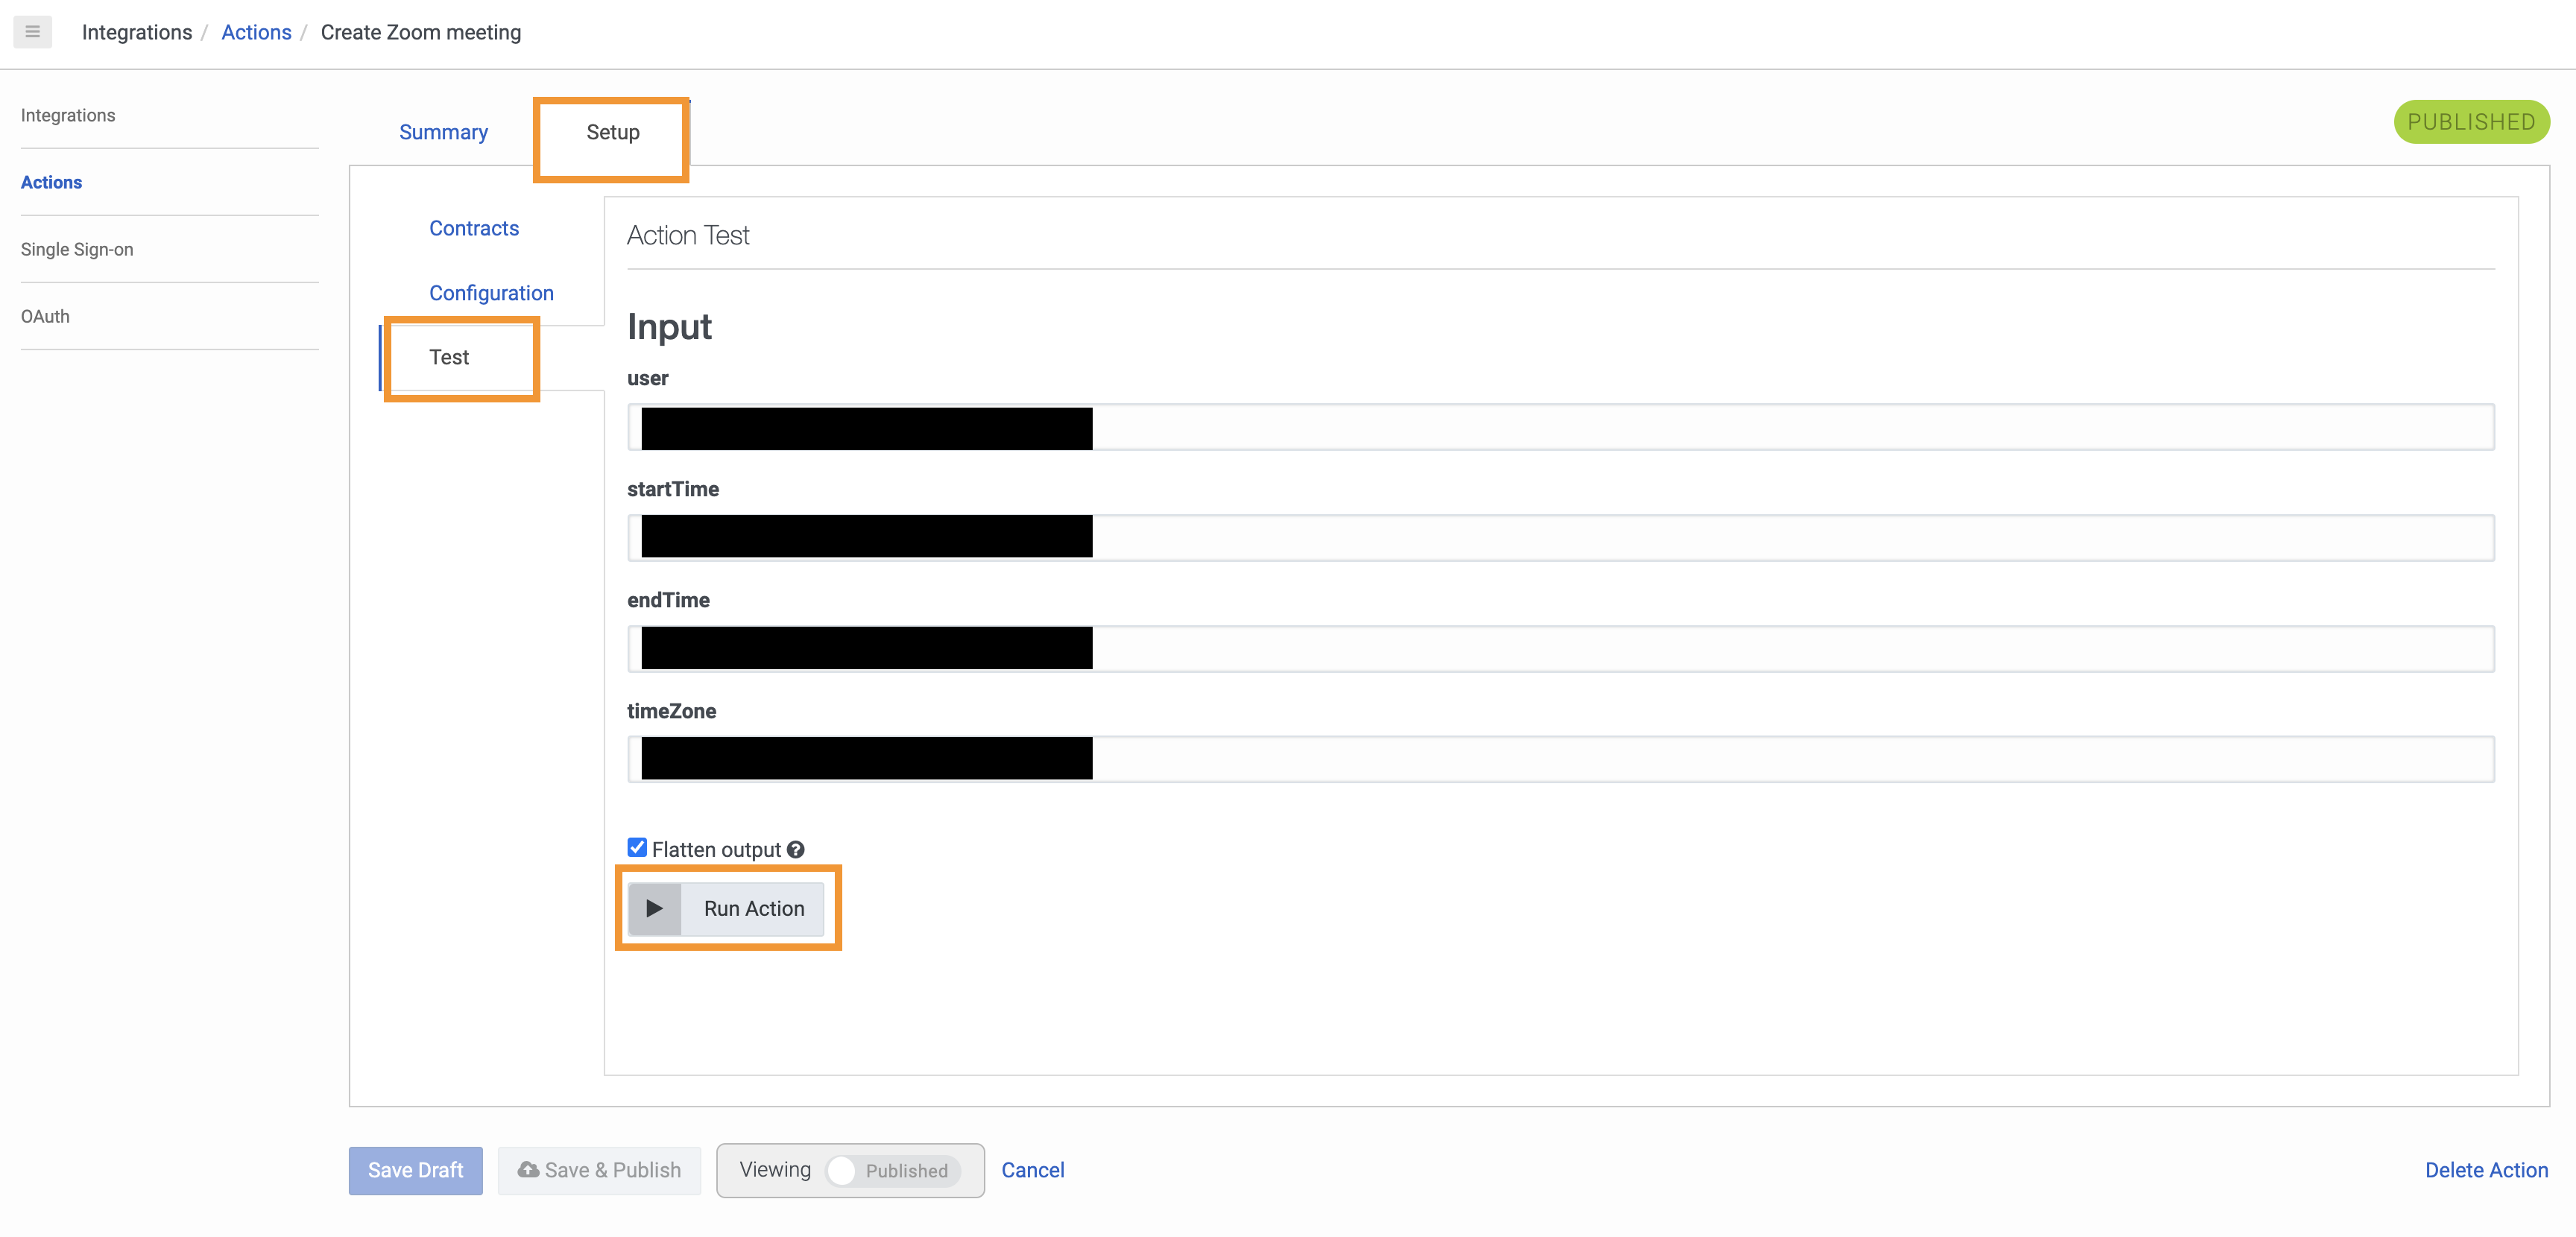 Integrations / Actions / Create Zoom meeting
Integrations
Actions
Single Sign-on
OAuth
Summary
Setup
PUBLISHED
Contracts
Configuration
Test
Action Test
Input
user
startTime
endTime
timeZone
Flatten output
Run Action
Save Draft
Save & Publish
Viewing
Published
Cancel
Delete Action